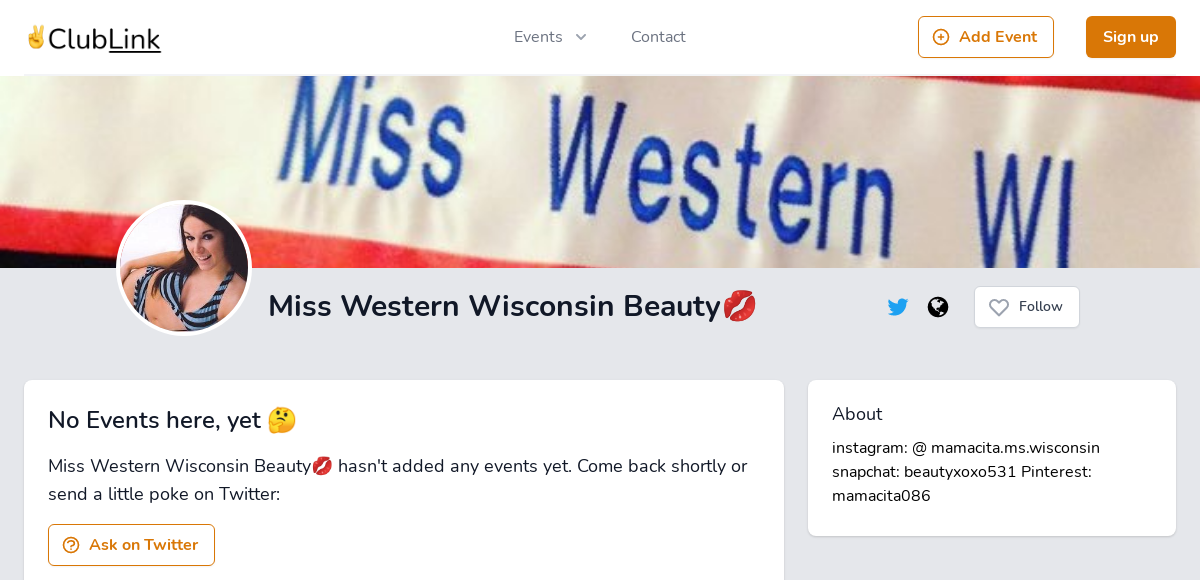 ✌️ClubLink
Events
Contact
Add Event
Sign up
Miss Western WI
Miss Western Wisconsin Beauty💋
Follow
No Events here, yet 🤔
Miss Western Wisconsin Beauty💋 hasn't added any events yet. Come back shortly or
send a little poke on Twitter:
Ask on Twitter
About
instagram: @ mamacita.ms.wisconsin
snapchat: beautyxoxo531 Pinterest:
mamacita086